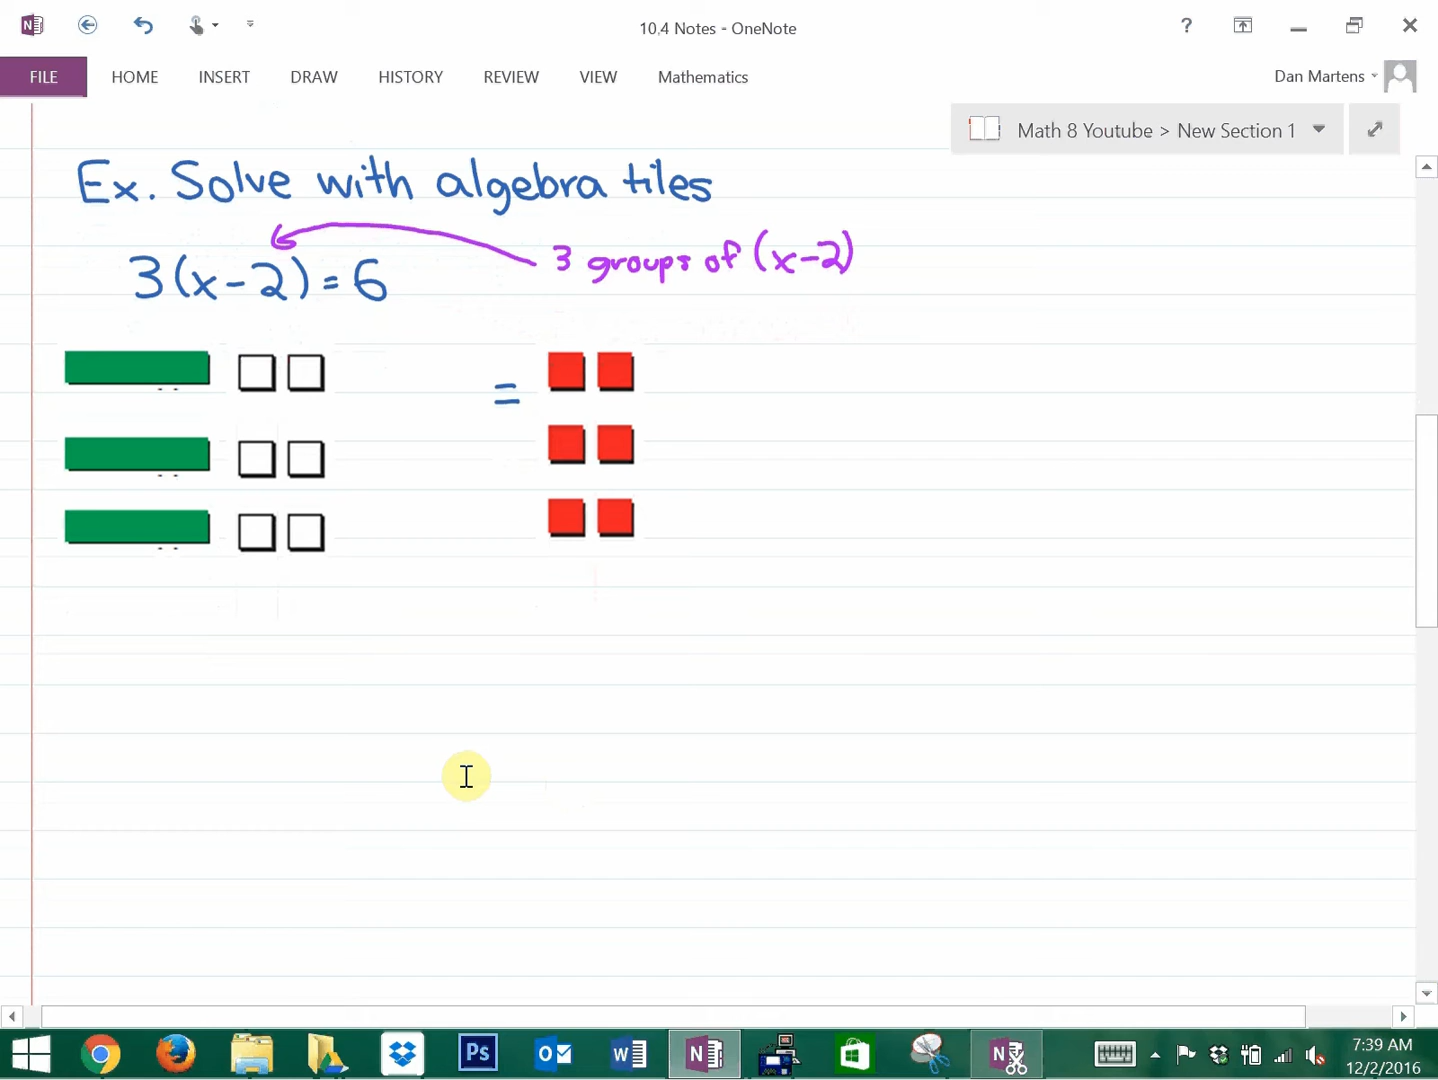 10,4 Notes - OneNote
?
FILE HOME INSERT DRAW HISTORY REVIEW VIEW Mathematics
Dan Martens
Math 8 Youtube > New Section 1
Ex. Solve with algebra tiles
3 groups of (x-2)
3(x-2)=6
=
Ps
7:39 AM
12/2/2016